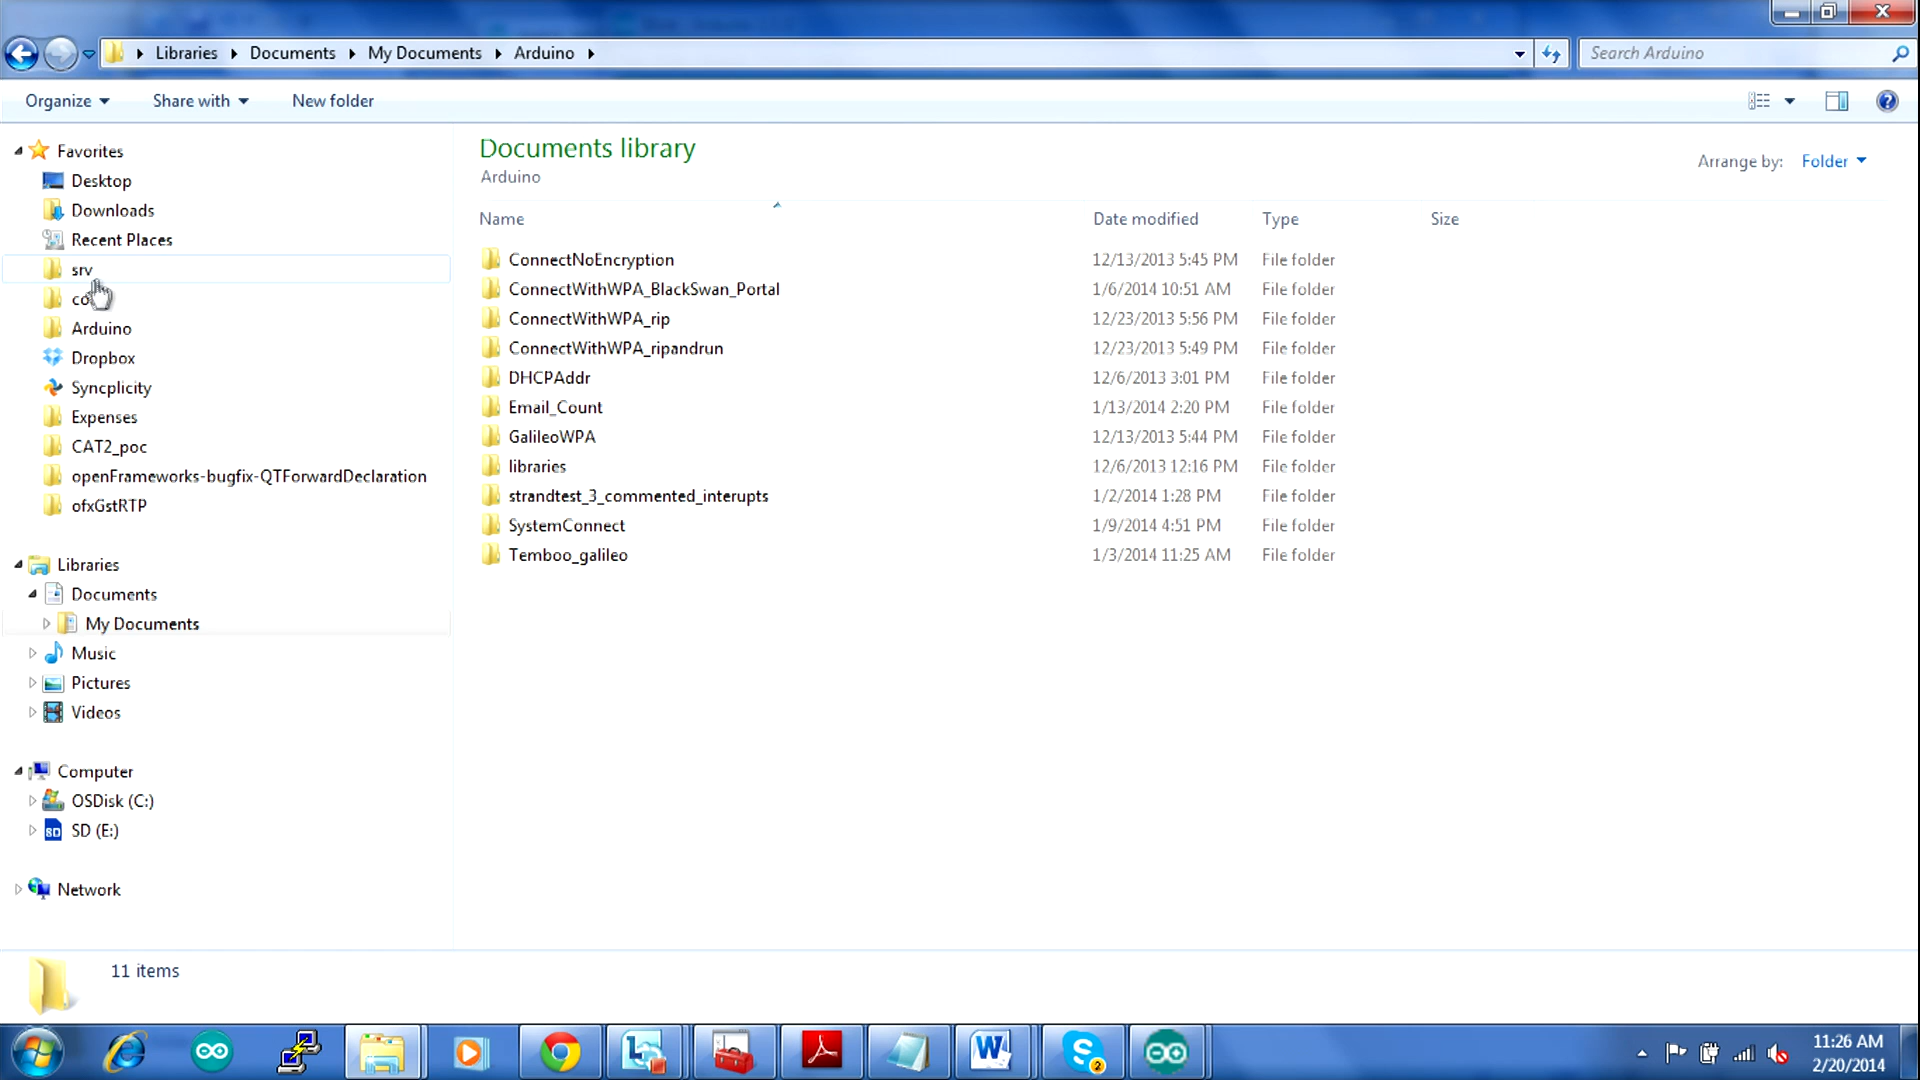 Libraries Documents My Documents Arduino
Search Arduino
Organize Share with New folder
Favorites
Desktop
Downloads
Recent Places
srv
Arduino
Dropbox
Syncplicity
Expenses
CAT2_poc
openFrameworks-bugfix-QTForwardDeclaration
ofxGstRTP
Libraries
Documents
My Documents
Music
Pictures
Videos
Computer
OSDisk (C:)
SD (E:)
Network
Documents library
Arduino
Arrange by: Folder
Name Date modified Type Size
ConnectNoEncryption 12/13/2013 5:45 PM File folder
ConnectWithWPA_BlackSwan_Portal 1/6/2014 10:51 AM File folder
ConnectWithWPA_rip 12/23/2013 5:56 PM File folder
ConnectWithWPA_ripandrun 12/23/2013 5:49 PM File folder
DHCPAddr 12/6/2013 3:01 PM File folder
Email_Count 1/13/2014 2:20 PM File folder
GalileoWPA 12/13/2013 5:44 PM File folder
libraries 12/6/2013 12:16 PM File folder
strandtest_3_commented_interupts 1/2/2014 1:28 PM File folder
SystemConnect 1/9/2014 4:51 PM File folder
Temboo_galileo 1/3/2014 11:25 AM File folder
11 items
11:26 AM
2/20/2014